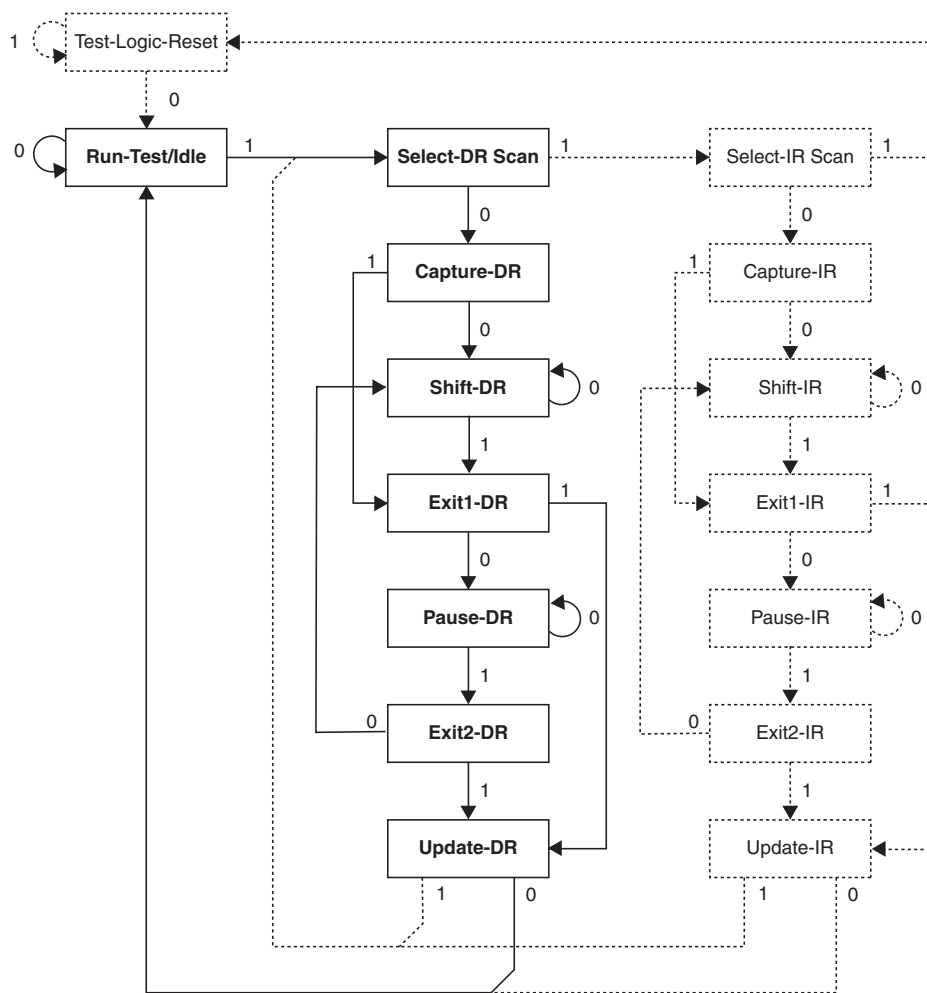 1
Test-Logic-Reset
0
0
Run-Test/Idle
1
Select-DR Scan
1
Select-IR Scan
1
0
0
1
Capture-DR
1
Capture-IR
0
0
Shift-DR
0
Shift-IR
0
1
1
Exit1-DR
1
Exit1-IR
1
0
0
Pause-DR
0
Pause-IR
0
1
1
0
Exit2-DR
0
Exit2-IR
1
1
Update-DR
Update-IR
1
0
1
0